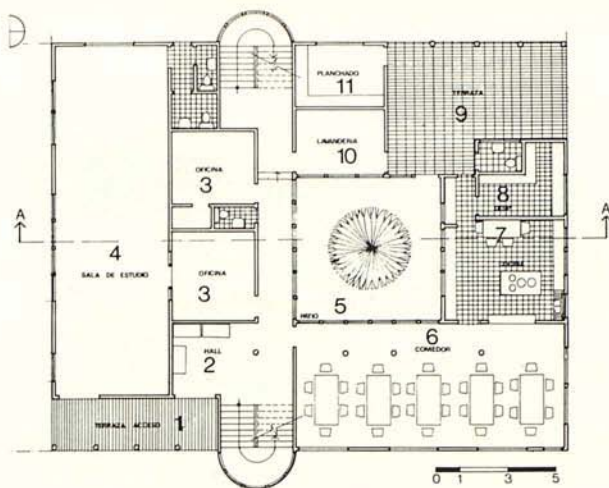 PLANCHADO
11
TERRAZA
9
LAVANDERIA
10
OFICINA
3
8
DESP.
A
A
7
COCINA
4
SALA DE ESTUDIO
OFICINA
3
5
PATIO
6
COMEDOR
HALL
2
1
TERRAZA ACCESO
0 1 3 5